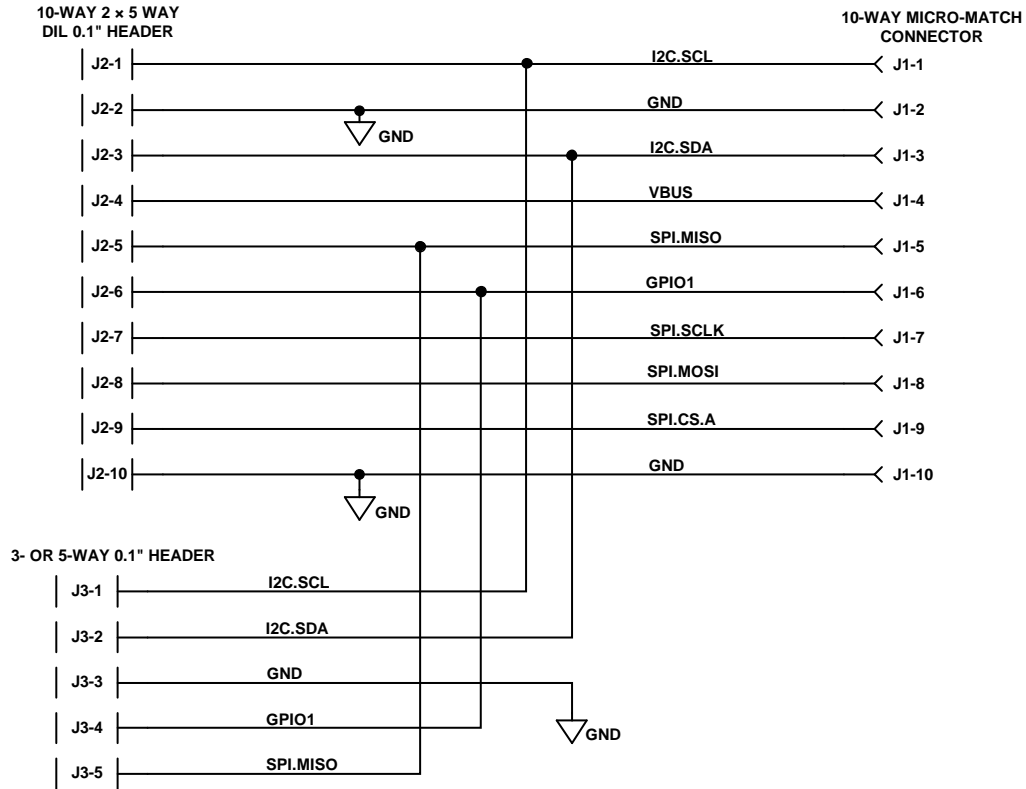 10-WAY 2 × 5 WAY
DIL 0.1" HEADER
10-WAY MICRO-MATCH
CONNECTOR
J2-1 I2C.SCL J1-1
J2-2 GND J1-2
GND
J2-3 I2C.SDA J1-3
J2-4 VBUS J1-4
J2-5 SPI.MISO J1-5
J2-6 GPIO1 J1-6
J2-7 SPI.SCLK J1-7
J2-8 SPI.MOSI J1-8
J2-9 SPI.CS.A J1-9
J2-10 GND J1-10
GND
3- OR 5-WAY 0.1" HEADER
J3-1 I2C.SCL
J3-2 I2C.SDA
J3-3 GND
J3-4 GPIO1
GND
J3-5 SPI.MISO